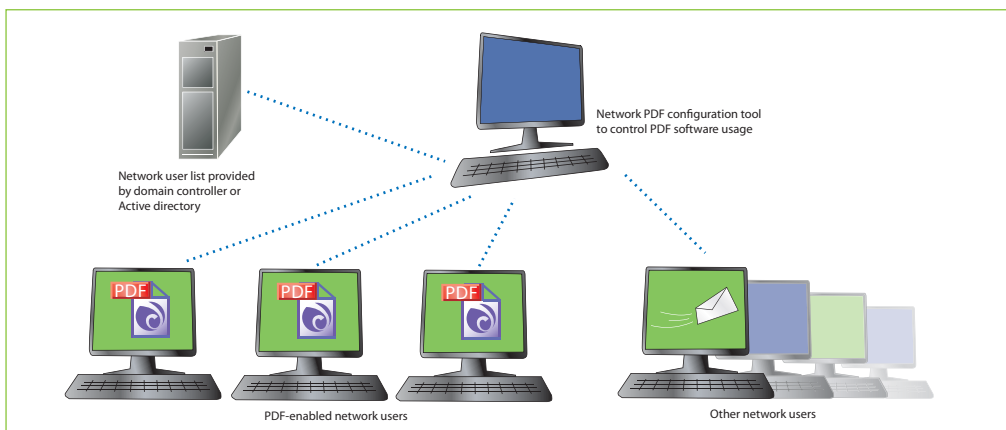 Network PDF configuration tool
to control PDF software usage
Network user list provided
by domain controller or
Active directory
PDF
PDF
PDF
PDF-enabled network users
Other network users